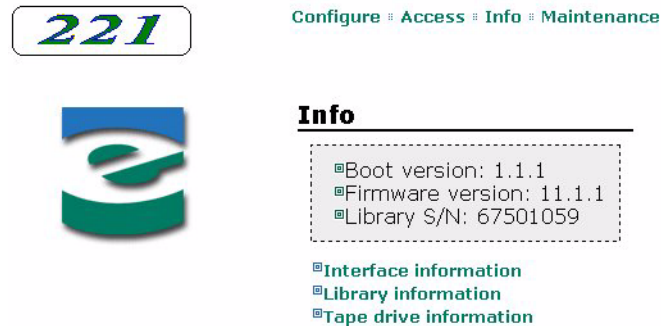 221
Configure Access Info Maintenance
Info
Boot version: 1.1.1
Firmware version: 11.1.1
Library S/N: 67501059
Interface information
Library information
Tape drive information